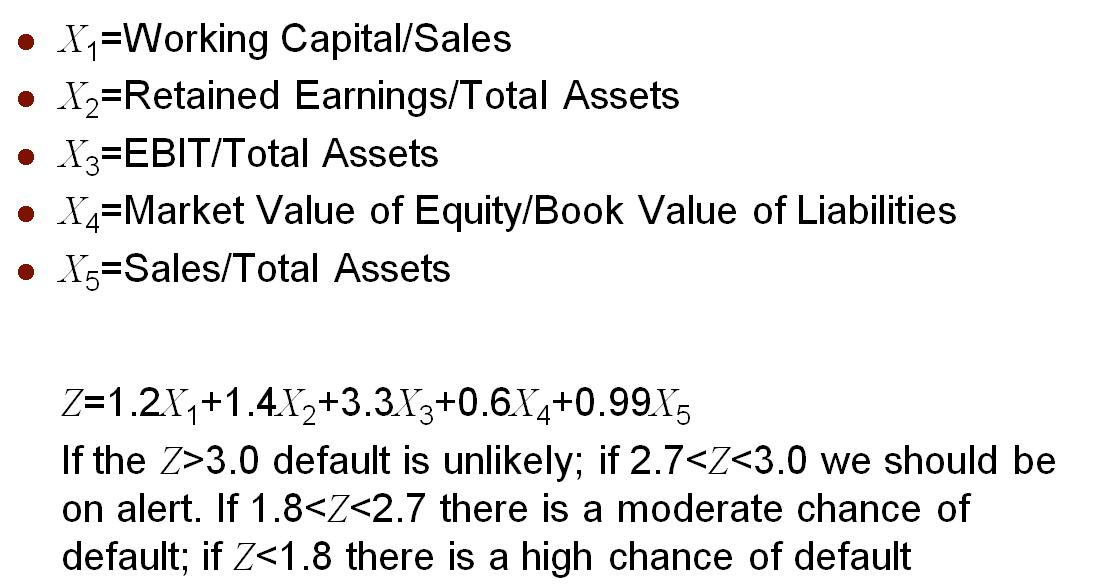 • X₁=Working Capital/Sales
• X₂=Retained Earnings/Total Assets
• X₃=EBIT/Total Assets
• X₄=Market Value of Equity/Book Value of Liabilities
• X₅=Sales/Total Assets
Z=1.2X₁+1.4X₂+3.3X₃+0.6X₄+0.99X₅
If the Z>3.0 default is unlikely; if 2.7<Z<3.0 we should be
on alert. If 1.8<Z<2.7 there is a moderate chance of
default; if Z<1.8 there is a high chance of default